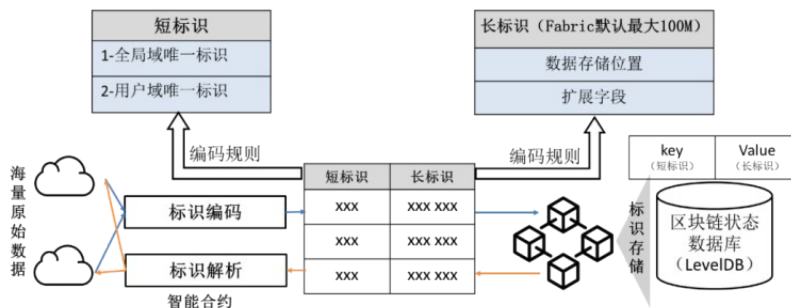 短标识
1-全局域唯一标识
2-用户域唯一标识
长标识（Fabric默认最大100M）
数据存储位置
扩展字段
编码规则
编码规则
key
（短标识）
Value
（长标识）
海量原始数据
标识编码
标识解析
智能合约
短标识 长标识
XXX XXX XXX
XXX XXX XXX
XXX XXX XXX
标识存储
区块链状态
数据库
（LevelDB）